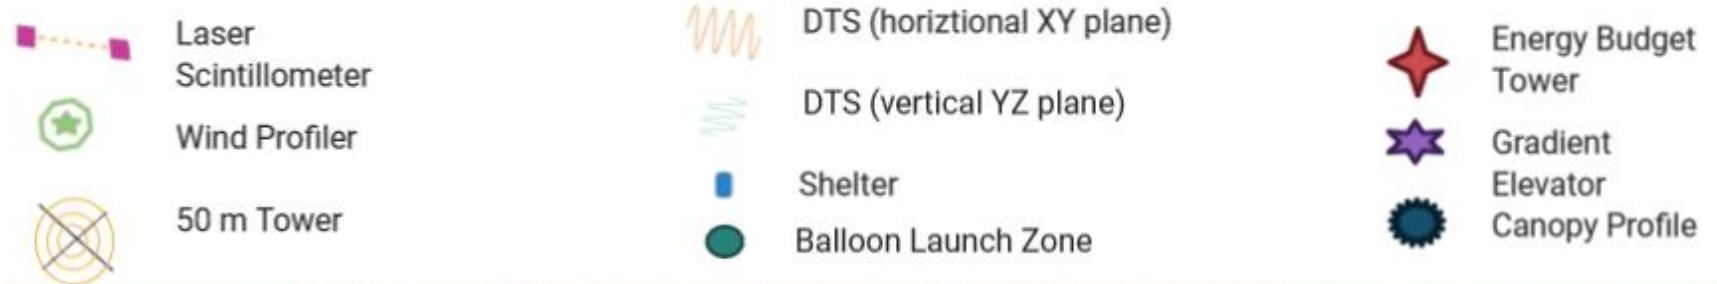 Laser
Scintillometer
Wind Profiler
50 m Tower
DTS (horiztional XY plane)
DTS (vertical YZ plane)
Shelter
Balloon Launch Zone
Energy Budget
Tower
Gradient
Elevator
Canopy Profile